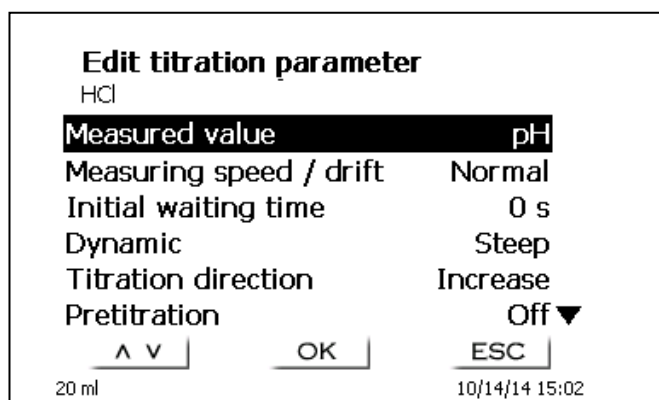 Edit titration parameter
HCl
Measured value pH
Measuring speed / drift Normal
Initial waiting time 0 s
Dynamic Steep
Titration direction Increase
Pretitration Off
OK ESC
20 ml 10/14/14 15:02